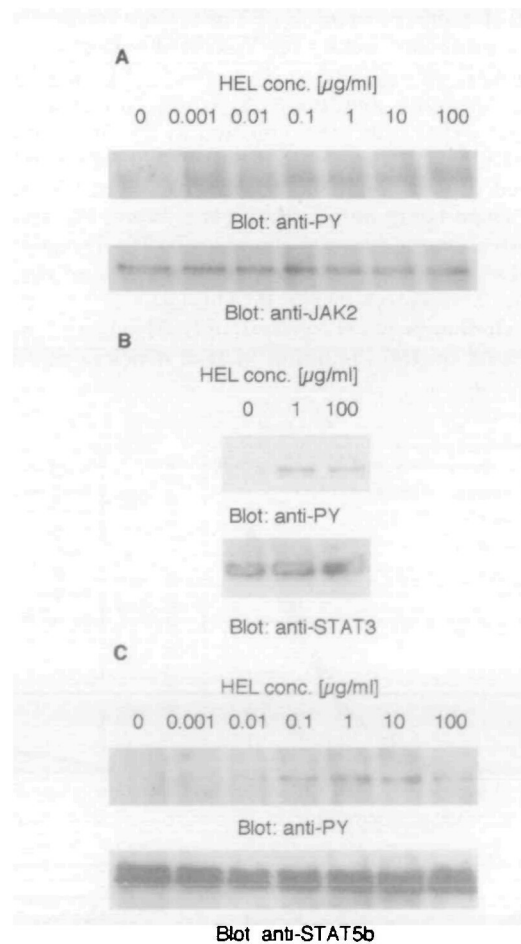 A
HEL conc. [µg/ml]
0 0.001 0.01 0.1 1 10 100
Blot: anti-PY
Blot: anti-JAK2
B
HEL conc. [µg/ml]
0 1 100
Blot: anti-PY
Blot: anti-STAT3
C
HEL conc. [µg/ml]
0 0.001 0.01 0.1 1 10 100
Blot: anti-PY
Blot anti-STAT5b